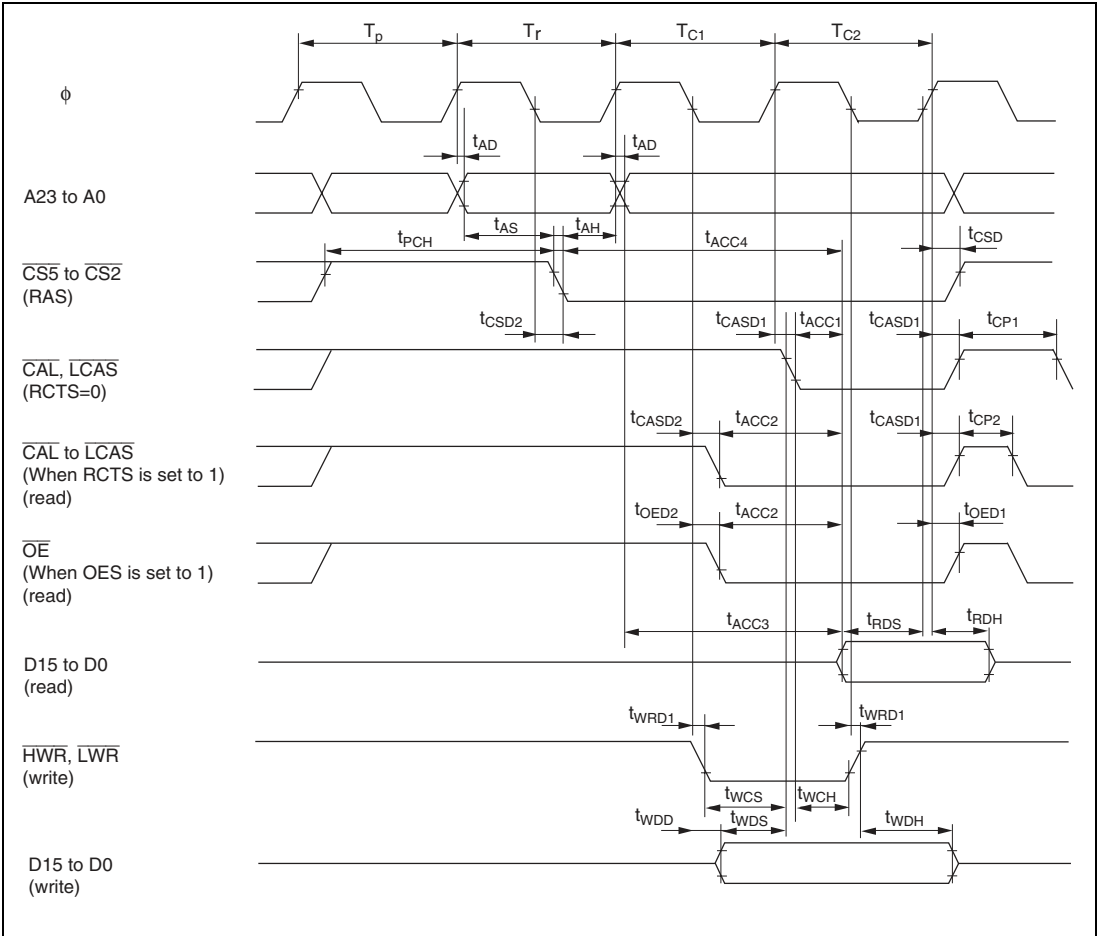 Tp Tr TC1 TC2
φ
tAD tAD
A23 to A0
tAS tAH
tPCH tACC4 tCSD
CS5 to CS2
(RAS)
tCSD2 tCASD1 tACC1 tCASD1 tCP1
CAL, LCAS
(RCTS=0)
tCASD2 tACC2 tCASD1 tCP2
CAL to LCAS
(When RCTS is set to 1)
(read)
tOED2 tACC2 tOED1
OE
(When OES is set to 1)
(read)
tACC3 tRDS tRDH
D15 to D0
(read)
tWRD1 tWRD1
HWR, LWR
(write)
tWCS tWCH
tWDD tWDS tWDH
D15 to D0
(write)